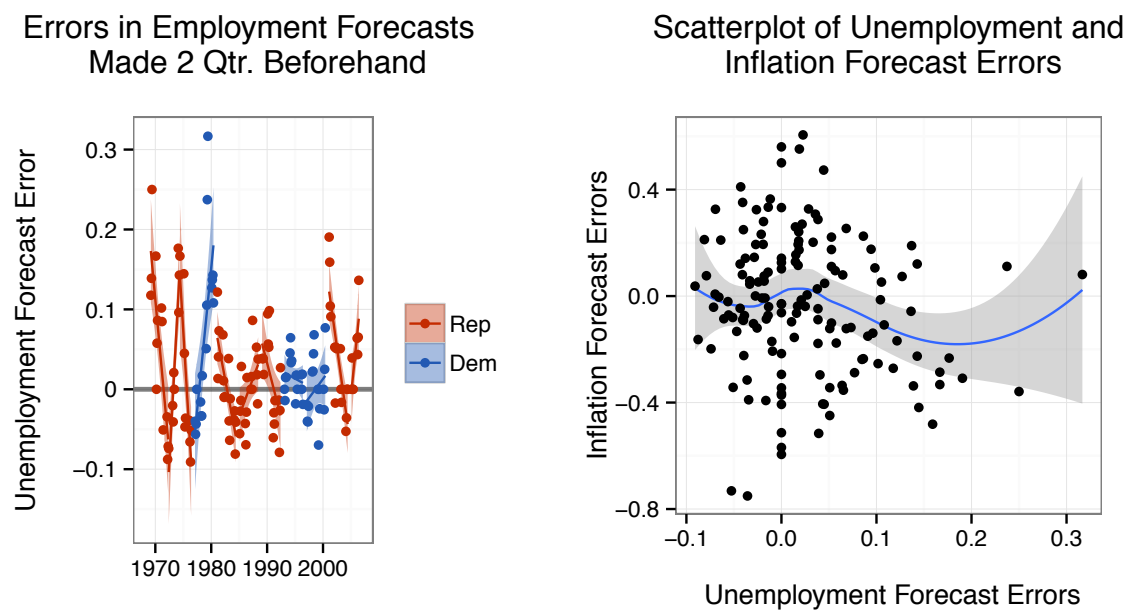 Errors in Employment Forecasts
Made 2 Qtr. Beforehand
Unemployment Forecast Error
0.3
0.2
0.1
0
−0.1
1970 1980 1990 2000
Rep
Dem
Scatterplot of Unemployment and
Inflation Forecast Errors
Inflation Forecast Errors
0.4
0.0
−0.4
−0.8
−0.1 0.0 0.1 0.2 0.3
Unemployment Forecast Errors